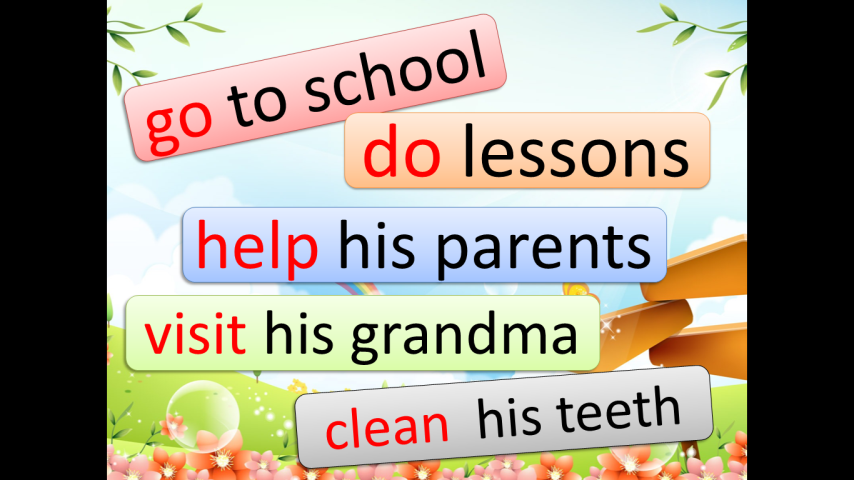 go to school
do lessons
help his parents
visit his grandma
clean his teeth